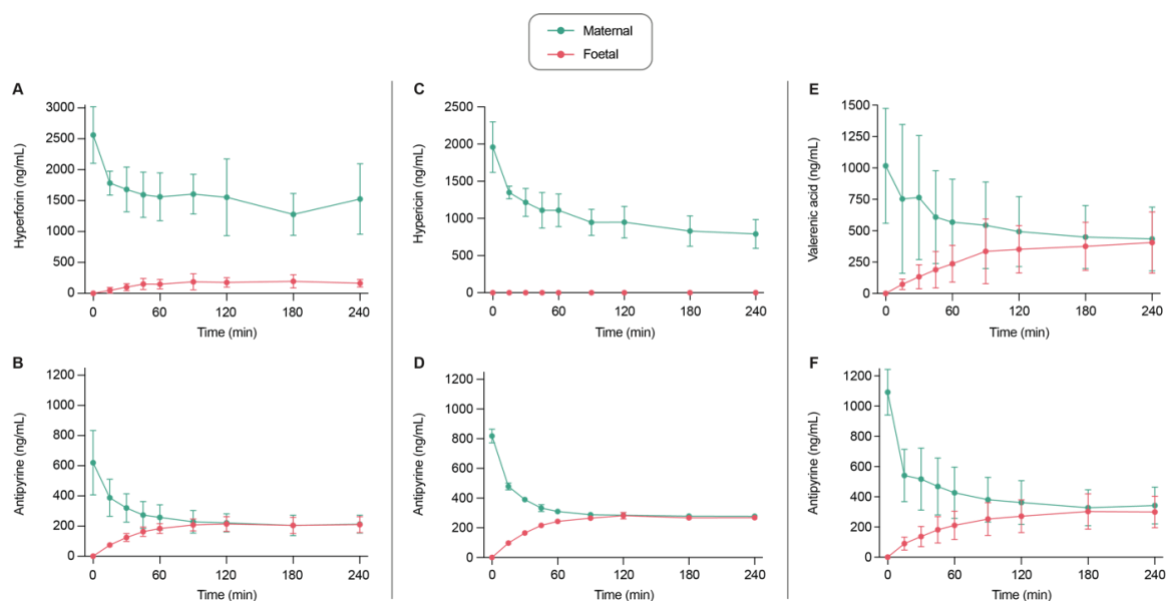 Maternal
Foetal
A
Hyperforin (ng/mL)
3000
2500
2000
1500
1000
500
0
0 60 120 180 240
Time (min)
B
Antipyrine (ng/mL)
1200
1000
800
600
400
200
0
0 60 120 180 240
Time (min)
C
Hypericin (ng/mL)
2500
2000
1500
1000
500
0
0 60 120 180 240
Time (min)
D
Antipyrine (ng/mL)
1200
1000
800
600
400
200
0
0 60 120 180 240
Time (min)
E
Valerenic acid (ng/mL)
1500
1250
1000
750
500
250
0
0 60 120 180 240
Time (min)
F
Antipyrine (ng/mL)
1200
1000
800
600
400
200
0
0 60 120 180 240
Time (min)